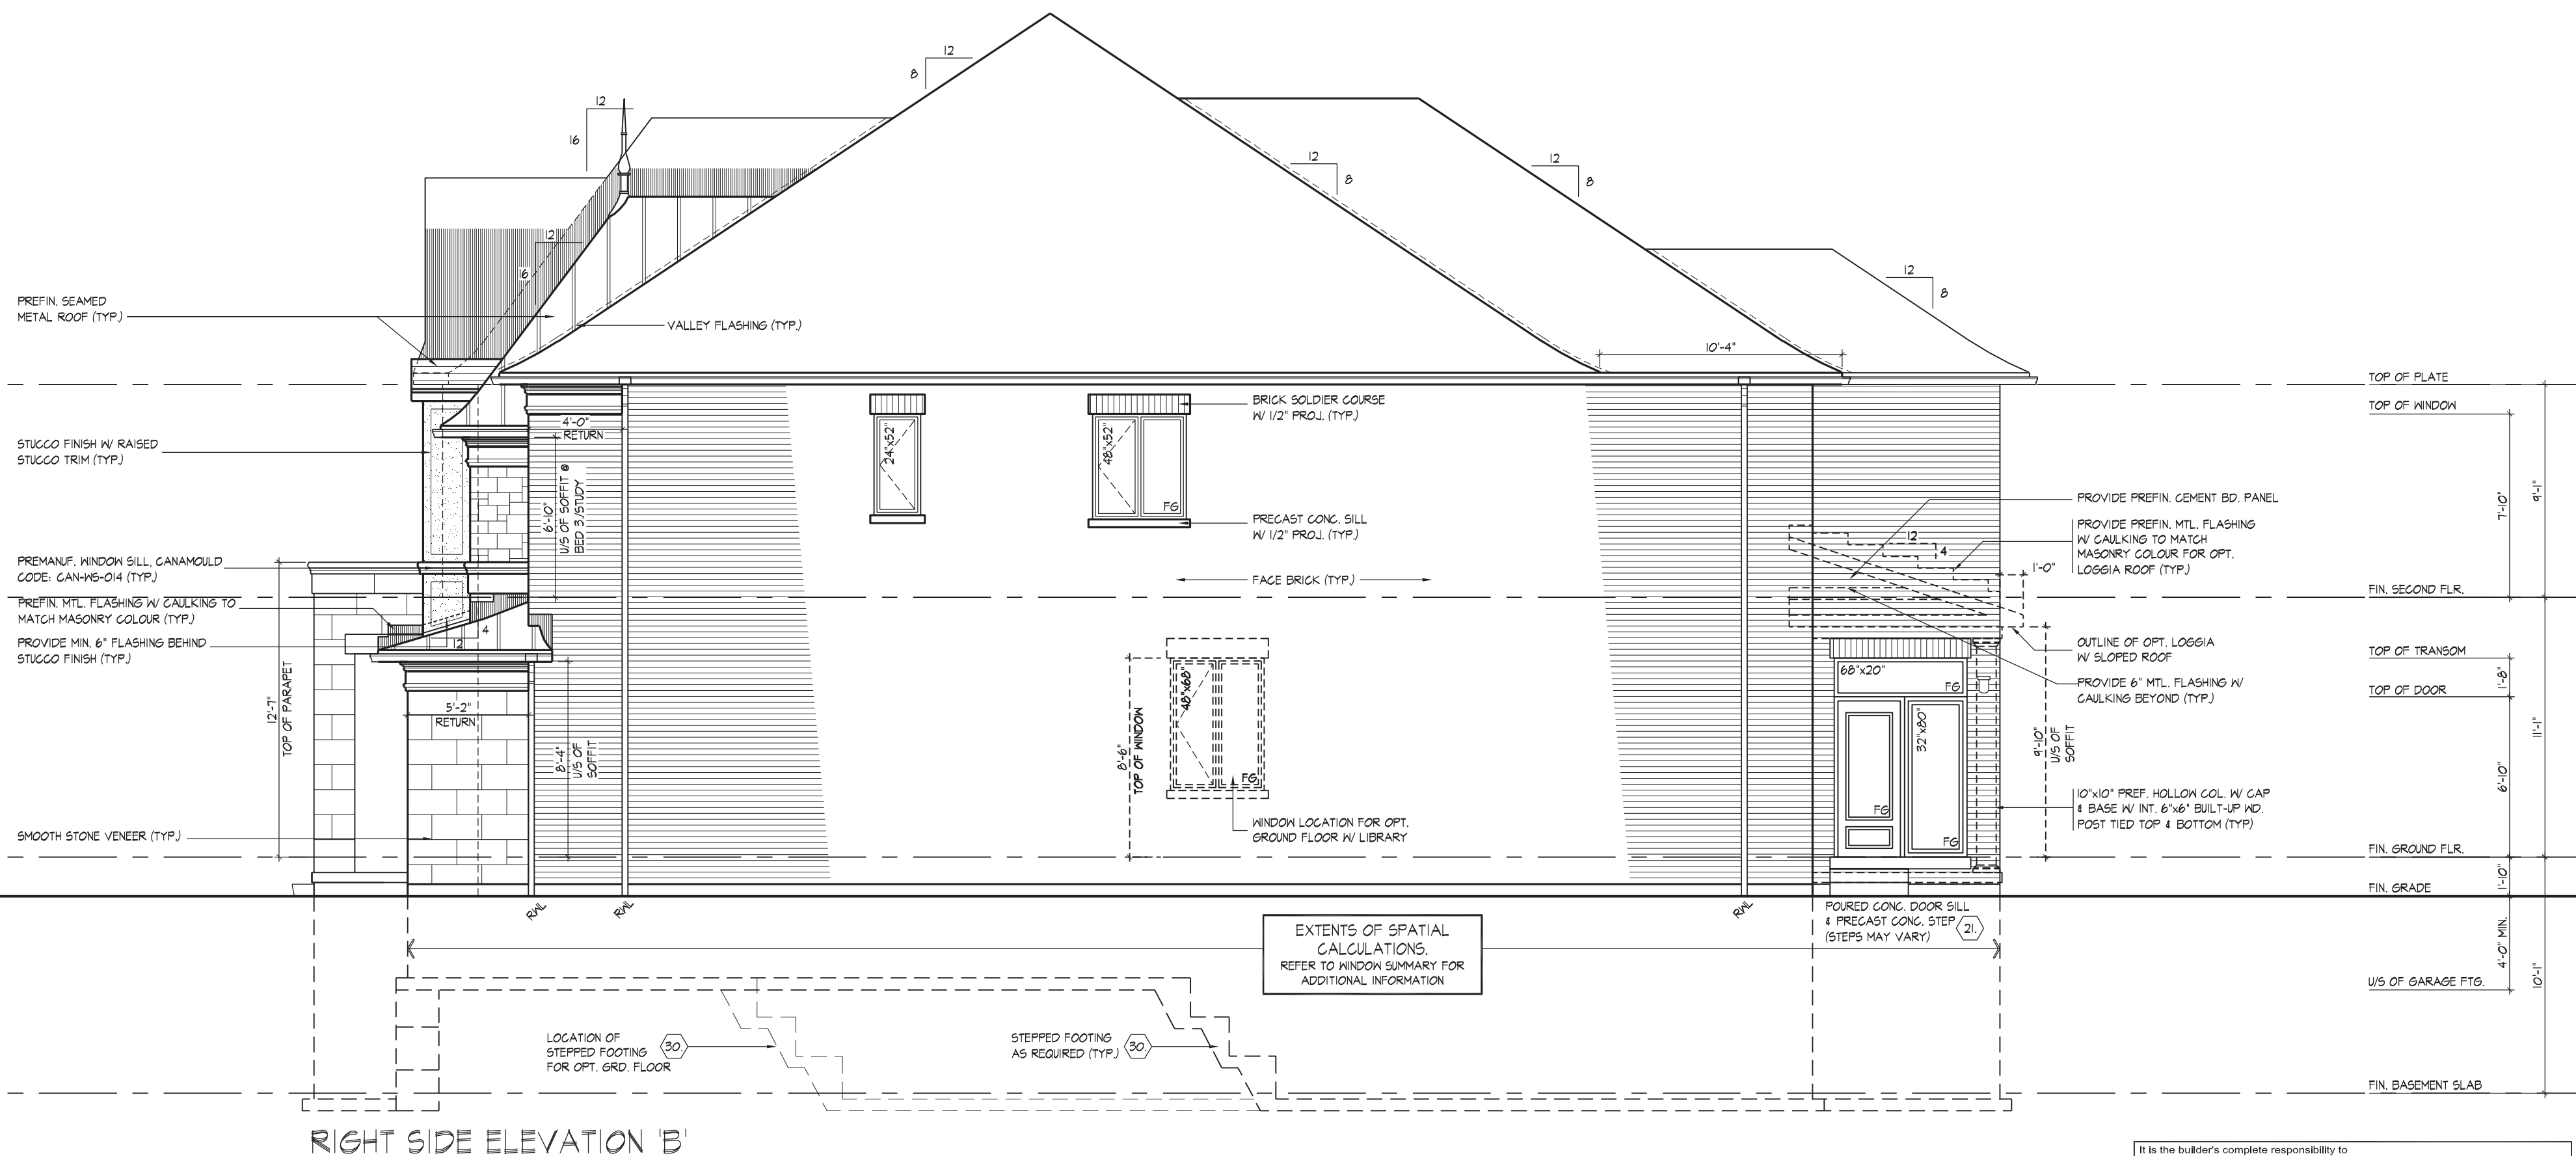 12
8
12
16
12
8
12
8
12
16
12
8
PREFIN. SEAMED
METAL ROOF (TYP.)
VALLEY FLASHING (TYP.)
10'-4"
TOP OF PLATE
TOP OF WINDOW
BRICK SOLDIER COURSE
W/ 1/2" PROJ. (TYP.)
4'-0"
RETURN
24"x52"
48"x52"
FG
STUCCO FINISH W/ RAISED
STUCCO TRIM (TYP.)
6'-10"
U/S OF SOFFIT @
BED 3./STUDY
PRECAST CONC. SILL
W/ 1/2" PROJ. (TYP.)
7'-10"
9'-1"
PROVIDE PREFIN. CEMENT BD. PANEL
PROVIDE PREFIN. MTL. FLASHING
W/ CAULKING TO MATCH
MASONRY COLOUR FOR OPT.
LOGGIA ROOF (TYP.)
12
4
1'-0"
PREMANUF. WINDOW SILL, CANAMOULD
CODE: CAN-WS-014 (TYP.)
FACE BRICK (TYP.)
FIN. SECOND FLR.
PREFIN. MTL. FLASHING W/ CAULKING TO
MATCH MASONRY COLOUR (TYP.)
PROVIDE MIN. 6" FLASHING BEHIND
STUCCO FINISH (TYP.)
4
12
OUTLINE OF OPT. LOGGIA
W/ SLOPED ROOF
TOP OF TRANSOM
PROVIDE 6" MTL. FLASHING W/
CAULKING BEYOND (TYP.)
TOP OF DOOR
1'-8"
12'-7"
TOP OF PARAPET
5'-2"
RETURN
8'-4"
U/S OF
SOFFIT
8'-6"
TOP OF WINDOW
48"x68"
FG
68"x20"
FG
32"x80"
FG
FG
9'-10"
U/S OF
SOFFIT
6'-10"
11'-1"
10"x10" PREF. HOLLOW COL. W/ CAP
& BASE W/ INT. 6"x6" BUILT-UP WD.
POST TIED TOP & BOTTOM (TYP)
WINDOW LOCATION FOR OPT.
GROUND FLOOR W/ LIBRARY
SMOOTH STONE VENEER (TYP.)
FIN. GROUND FLR.
1'-10"
FIN. GRADE
RWL
RWL
RWL
POURED CONC. DOOR SILL
& PRECAST CONC. STEP
(STEPS MAY VARY)
21.
EXTENTS OF SPATIAL
CALCULATIONS.
REFER TO WINDOW SUMMARY FOR
ADDITIONAL INFORMATION
4'-0" MIN.
10'-1"
U/S OF GARAGE FTG.
LOCATION OF
STEPPED FOOTING
FOR OPT. GRD. FLOOR
30.
STEPPED FOOTING
AS REQUIRED (TYP.)
30.
FIN. BASEMENT SLAB
RIGHT SIDE ELEVATION 'B'
It is the builder's complete responsibility to